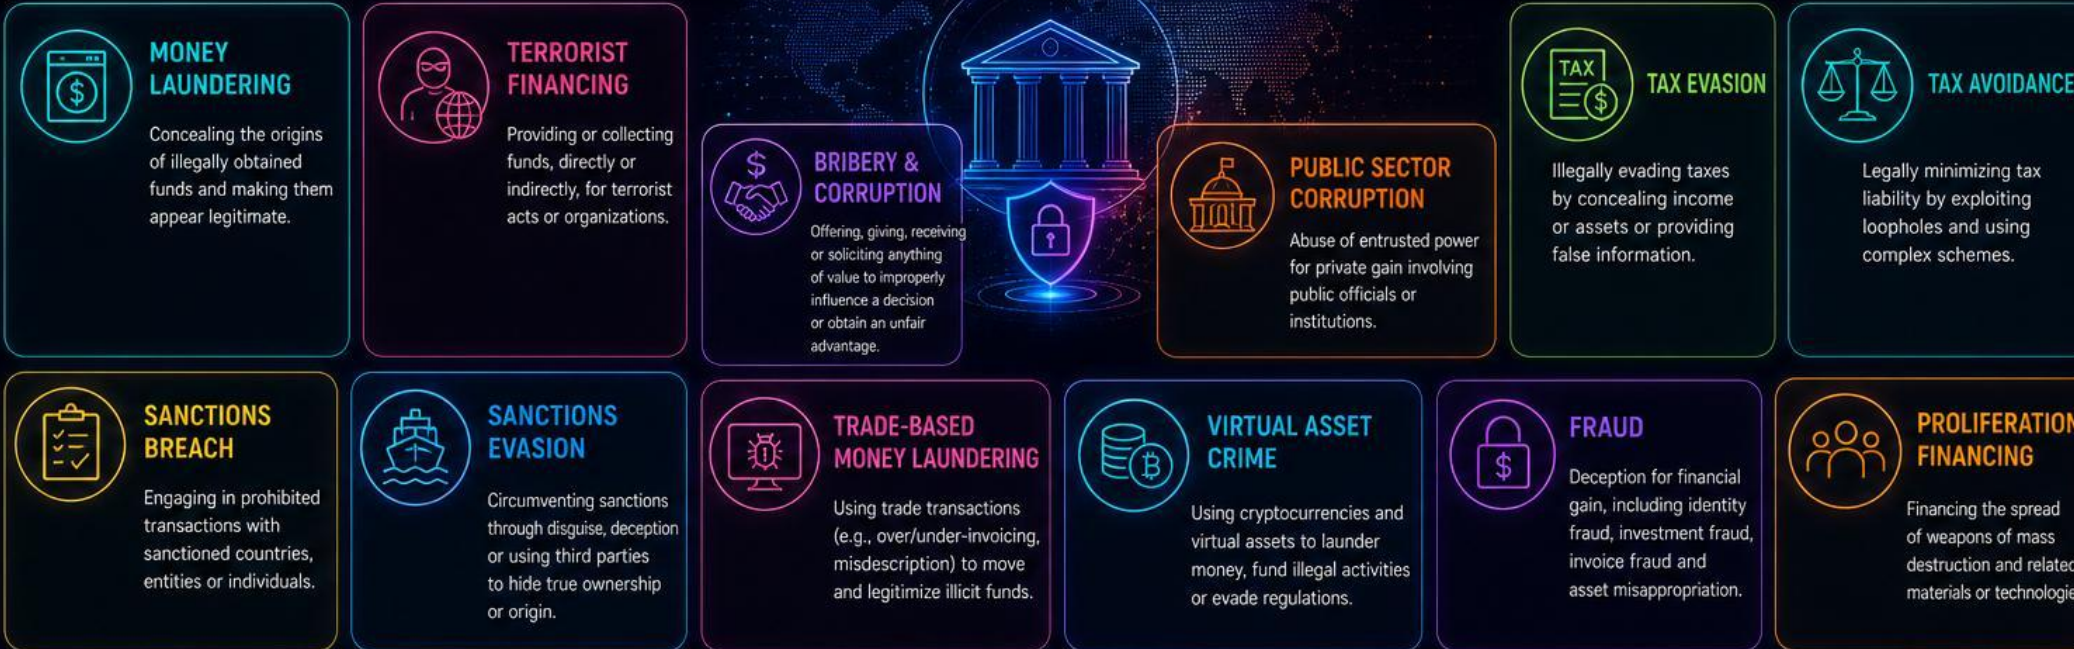 MONEY
LAUNDERING
Concealing the origins
of illegally obtained
funds and making them
appear legitimate.
TERRORIST
FINANCING
Providing or collecting
funds, directly or
indirectly, for terrorist
acts or organizations.
BRIBERY &
CORRUPTION
Offering, giving, receiving
or soliciting anything
of value to improperly
influence a decision
or obtain an unfair
advantage.
PUBLIC SECTOR
CORRUPTION
Abuse of entrusted power
for private gain involving
public officials or
institutions.
TAX
TAX EVASION
Illegally evading taxes
by concealing income
or assets or providing
false information.
TAX AVOIDANCE
Legally minimizing tax
liability by exploiting
loopholes and using
complex schemes.
SANCTIONS
BREACH
Engaging in prohibited
transactions with
sanctioned countries,
entities or individuals.
SANCTIONS
EVASION
Circumventing sanctions
through disguise, deception
or using third parties
to hide true ownership
or origin.
TRADE-BASED
MONEY LAUNDERING
Using trade transactions
(e.g., over/under-invoicing,
misdescription) to move
and legitimize illicit funds.
VIRTUAL ASSET
CRIME
Using cryptocurrencies and
virtual assets to launder
money, fund illegal activities
or evade regulations.
FRAUD
Deception for financial
gain, including identity
fraud, investment fraud,
invoice fraud and
asset misappropriation.
PROLIFERATION
FINANCING
Financing the spread
of weapons of mass
destruction and related
materials or technologie